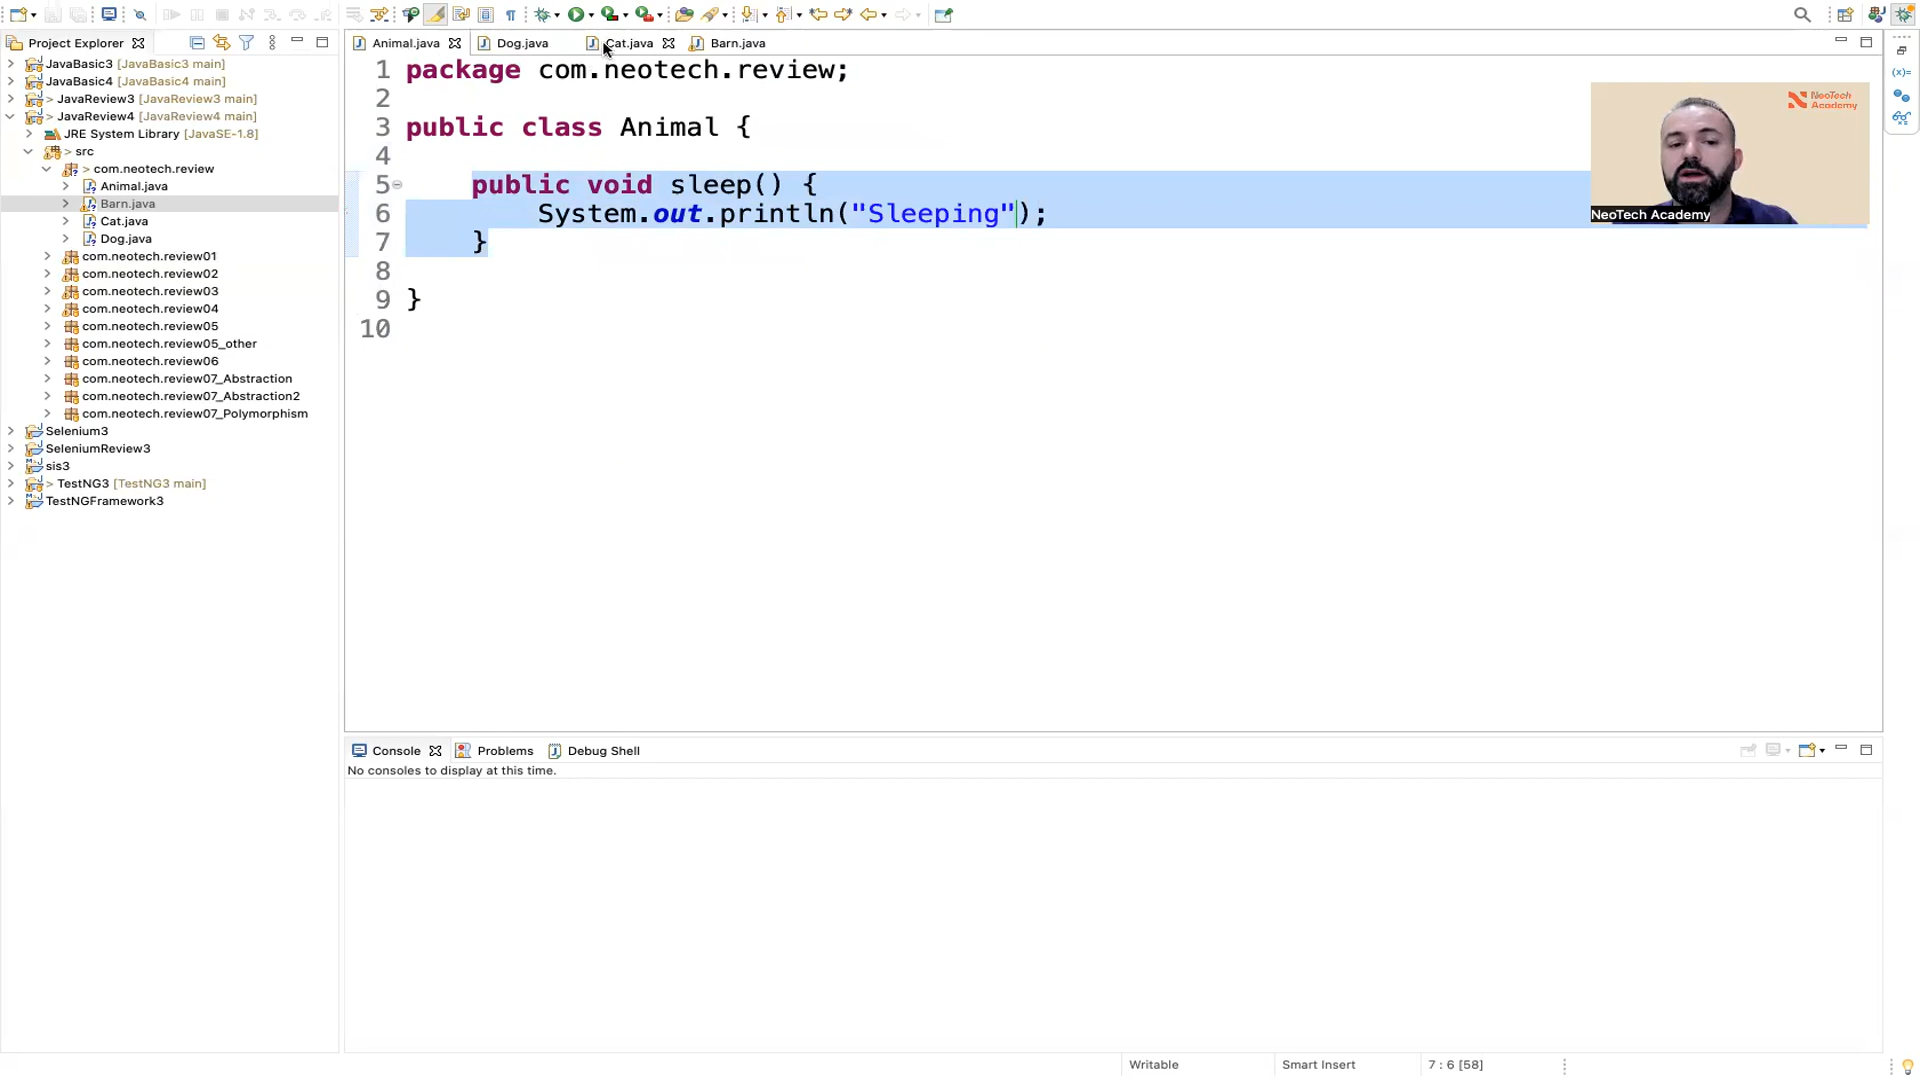 Project Explorer
JavaBasic3 [JavaBasic3 main]
JavaBasic4 [JavaBasic4 main]
> JavaReview3 [JavaReview3 main]
> JavaReview4 [JavaReview4 main]
JRE System Library [JavaSE-1.8]
src
> com.neotech.review
Animal.java
Barn.java
Cat.java
Dog.java
com.neotech.review01
com.neotech.review02
com.neotech.review03
com.neotech.review04
com.neotech.review05
com.neotech.review05_other
com.neotech.review06
com.neotech.review07_Abstraction
com.neotech.review07_Abstraction2
com.neotech.review07_Polymorphism
Selenium3
SeleniumReview3
sis3
> TestNG3 [TestNG3 main]
TestNGFramework3
Animal.java Dog.java Cat.java Barn.java
1 package com.neotech.review;
2
3 public class Animal {
4
5 public void sleep() {
6 System.out.println("Sleeping");
7 }
8
9 }
10
NeoTech
Academy
NeoTech Academy
Console Problems Debug Shell
No consoles to display at this time.
Writable Smart Insert 7 : 6 [58]